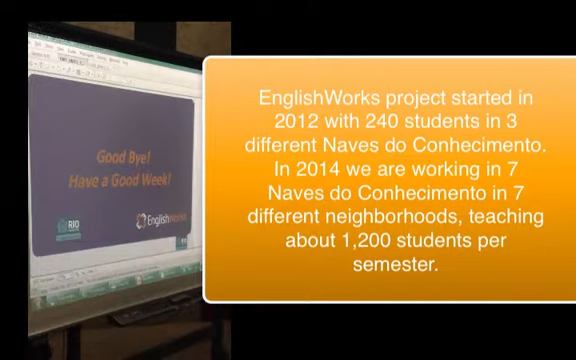 EnglishWorks project started in
2012 with 240 students in 3
different Naves do Conhecimento.
In 2014 we are working in 7
Naves do Conhecimento in 7
different neighborhoods, teaching
about 1,200 students per
semester.
Good Bye!
Have a Good Week!
RIO
EnglishWorks